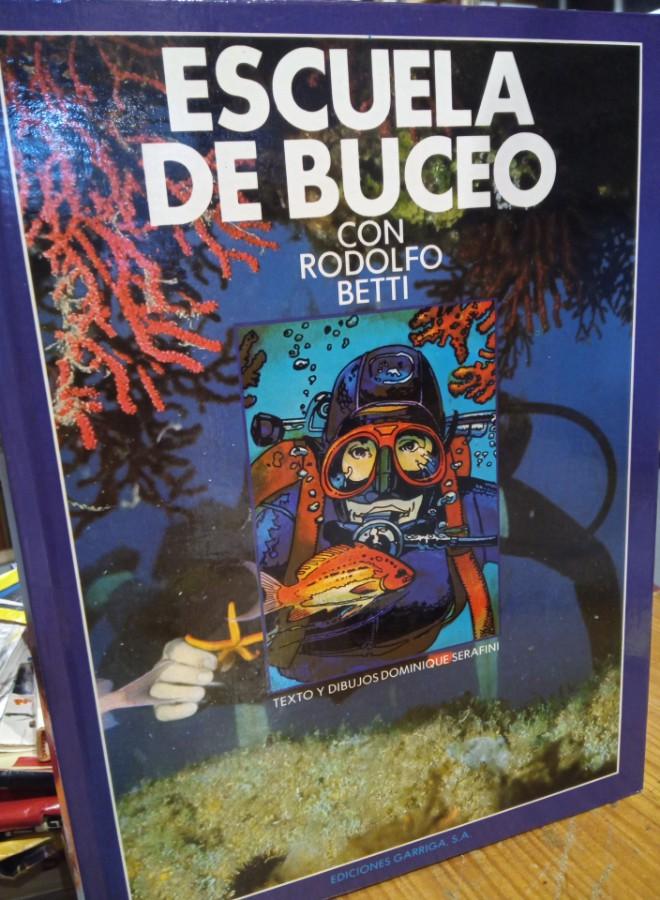 ESCUELA
DE BUCEO
CON
RODOLFO
BETTI
TEXTO Y DIBUJOS DOMINIQUE SERAFINI
EDICIONES GARRIGA, S.A.